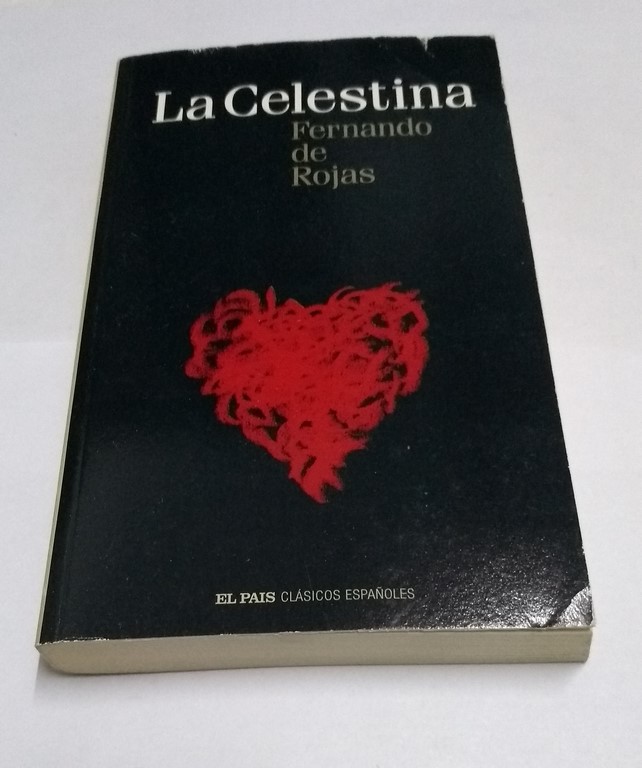 La Celestina
Fernando
de
Rojas
EL PAIS CLÁSICOS ESPAÑOLES